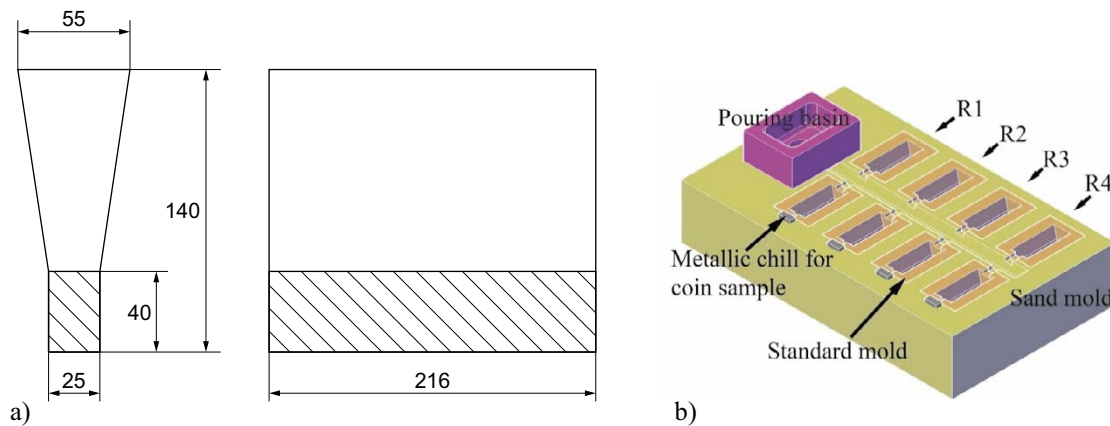 55
140
40
25
216
a)
Pouring basin
R1
R2
R3
R4
Metallic chill for
coin sample
Sand mold
Standard mold
b)